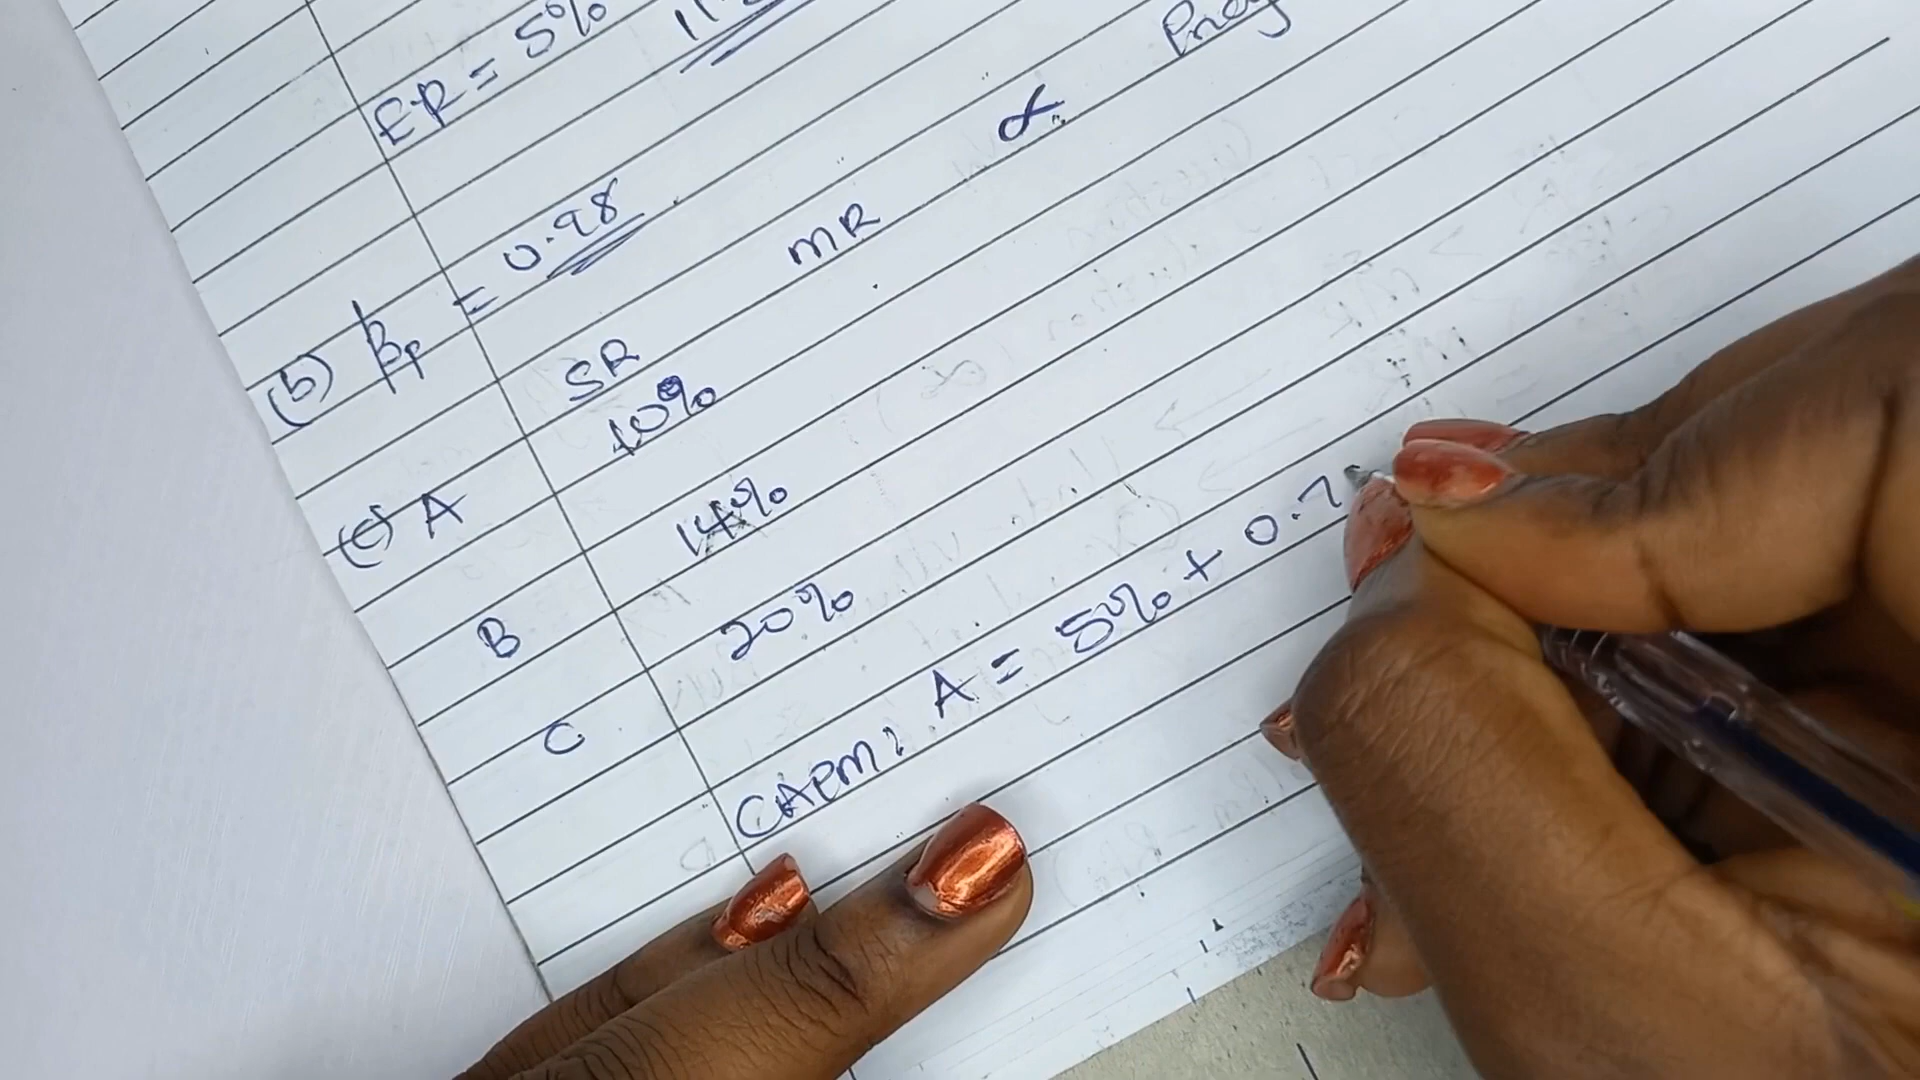 ER = 5%
(b) βp = 0.98
SR MR α
(c) A 10%
B 14%
C 20%
CAPM; A = 5% + 0.7